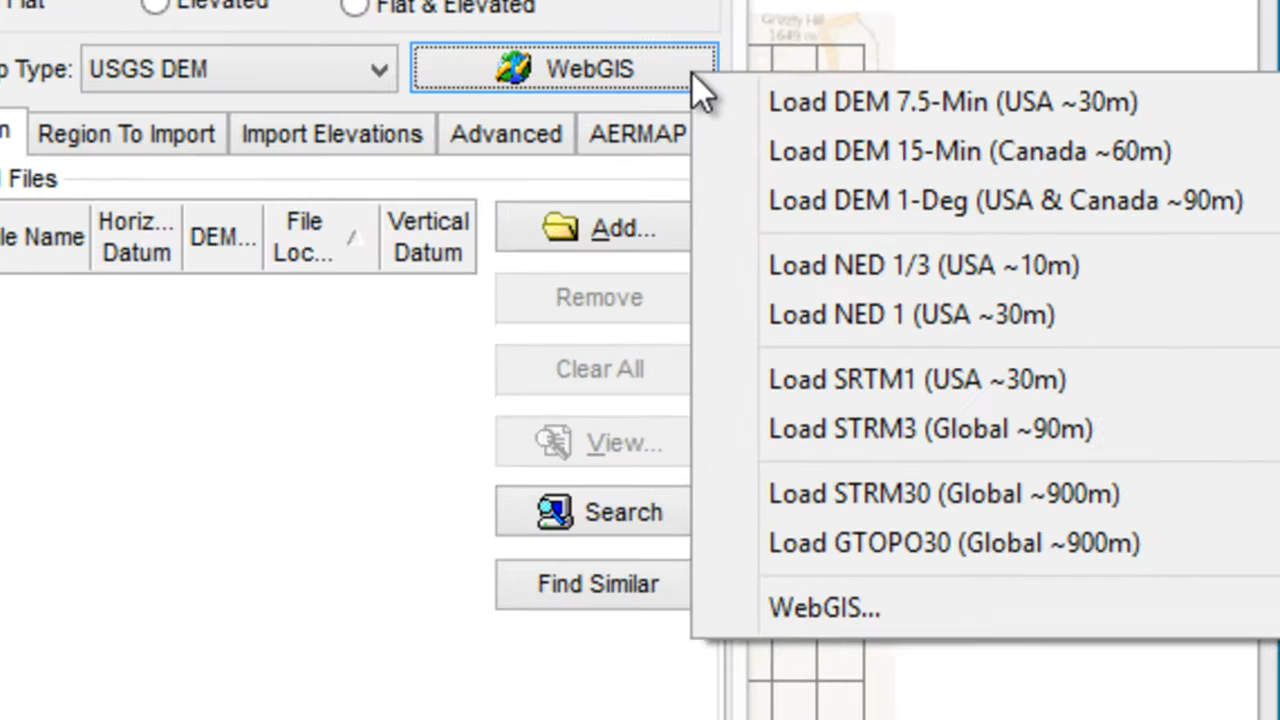 Flat Elevated Flat & Elevated
p Type: USGS DEM WebGIS
n Region To Import Import Elevations Advanced AERMAP
Files
le Name Horiz... Datum DEM... File Loc... Vertical Datum
Add...
Remove
Clear All
View...
Search
Find Similar
Grizzly Hill
1649 m
Load DEM 7.5-Min (USA ~30m)
Load DEM 15-Min (Canada ~60m)
Load DEM 1-Deg (USA & Canada ~90m)
Load NED 1/3 (USA ~10m)
Load NED 1 (USA ~30m)
Load SRTM1 (USA ~30m)
Load STRM3 (Global ~90m)
Load STRM30 (Global ~900m)
Load GTOPO30 (Global ~900m)
WebGIS...